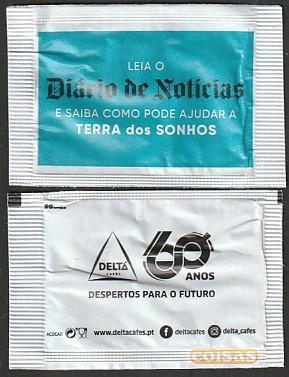 LEIA O
Diário de Notícias
E SAIBA COMO PODE AJUDAR A
TERRA dos SONHOS
DELTA
CAFÉS
60 ANOS
DESPERTOS PARA O FUTURO
AÇÚCAR
www.deltacafes.pt deltacafes delta_cafes
coisas